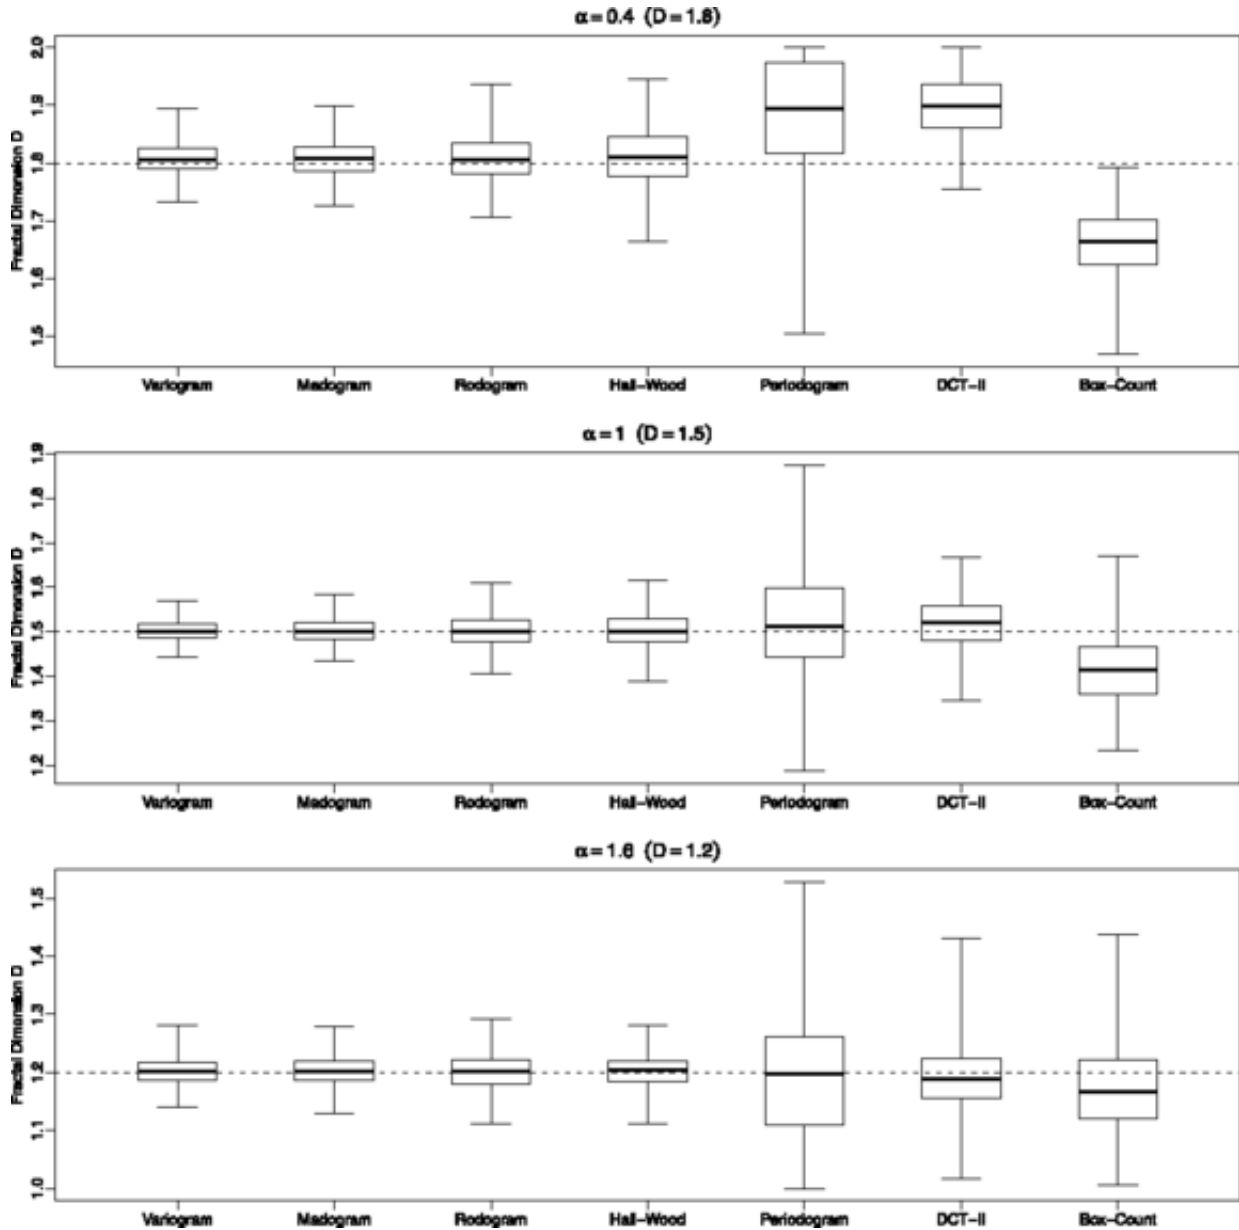 α = 0.4 (D = 1.8)
Fractal Dimension D
2.0
1.9
1.8
1.7
1.6
1.5
Variogram Madogram Rodogram Hall−Wood Periodogram DCT−II Box−Count
α = 1 (D = 1.5)
Fractal Dimension D
1.9
1.8
1.7
1.6
1.5
1.4
1.3
1.2
Variogram Madogram Rodogram Hall−Wood Periodogram DCT−II Box−Count
α = 1.6 (D = 1.2)
Fractal Dimension D
1.5
1.4
1.3
1.2
1.1
1.0
Variogram Madogram Rodogram Hall−Wood Periodogram DCT−II Box−Count